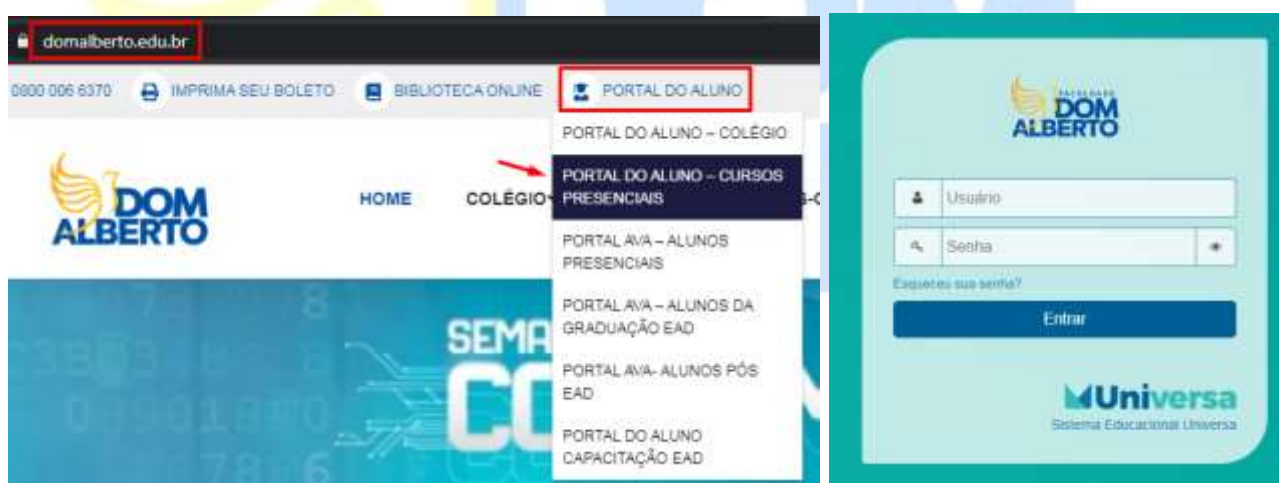 domalberto.edu.br
0800 006 6370 IMPRIMA SEU BOLETO BIBLIOTECA ONLINE PORTAL DO ALUNO
PORTAL DO ALUNO – COLÉGIO
PORTAL DO ALUNO – CURSOS
PRESENCIAIS
PORTAL AVA – ALUNOS
PRESENCIAIS
PORTAL AVA – ALUNOS DA
GRADUAÇÃO EAD
PORTAL AVA- ALUNOS PÓS
EAD
PORTAL DO ALUNO
CAPACITAÇÃO EAD
DOM
ALBERTO
HOME COLÉGIO
SEMA
CO
FACULDADE
DOM
ALBERTO
Usuário
Senha
Esqueceu sua senha?
Entrar
Universa
Sistema Educacional Universa